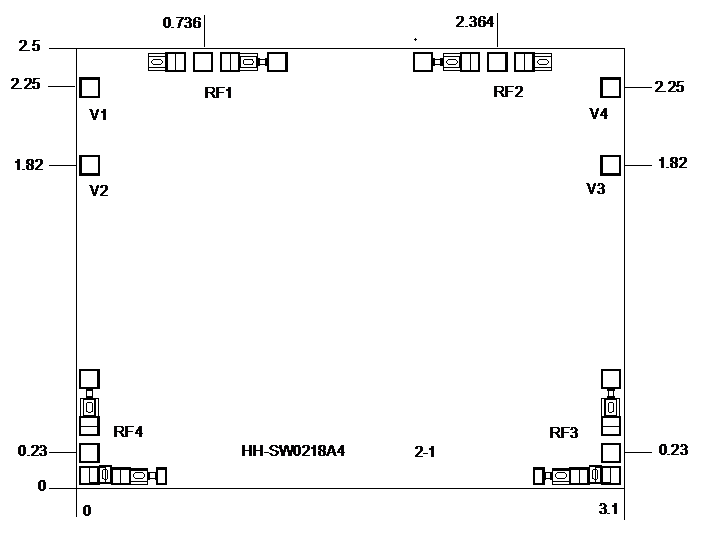 0.736 2.364
2.5
2.25 2.25
RF1 RF2
V1 V4
1.82 1.82
V2 V3
RF4 RF3
0.23 HH-SW0218A4 2-1 0.23
0
0 3.1